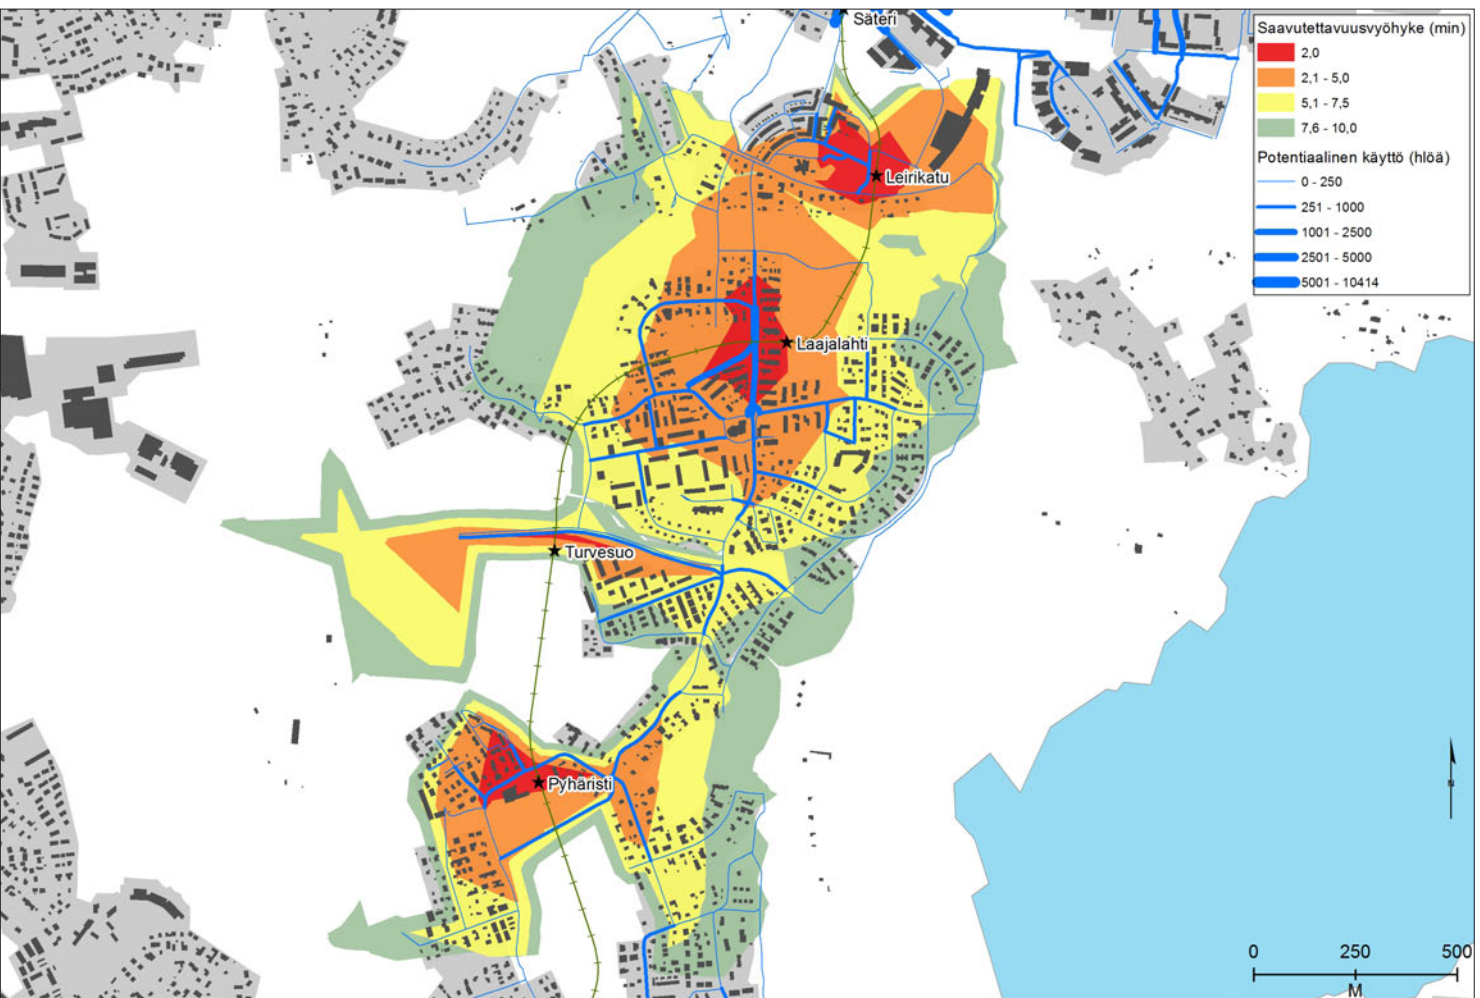 Säteri
Saavutettavuusvyöhyke (min)
2,0
2,1 - 5,0
5,1 - 7,5
7,6 - 10,0
Potentiaalinen käyttö (hlöä)
0 - 250
251 - 1000
1001 - 2500
2501 - 5000
5001 - 10414
Leirikatu
Laajalahti
Turvesuo
Pyhäristi
N
0 250 500
M